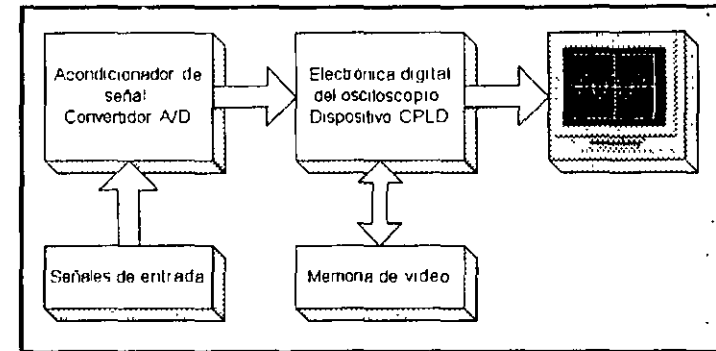 Acondicionador de
señal
Convertidor A/D
Electrónica digital
del osciloscopio
Dispositivo CPLD
Señales de entrada
Memoria de video